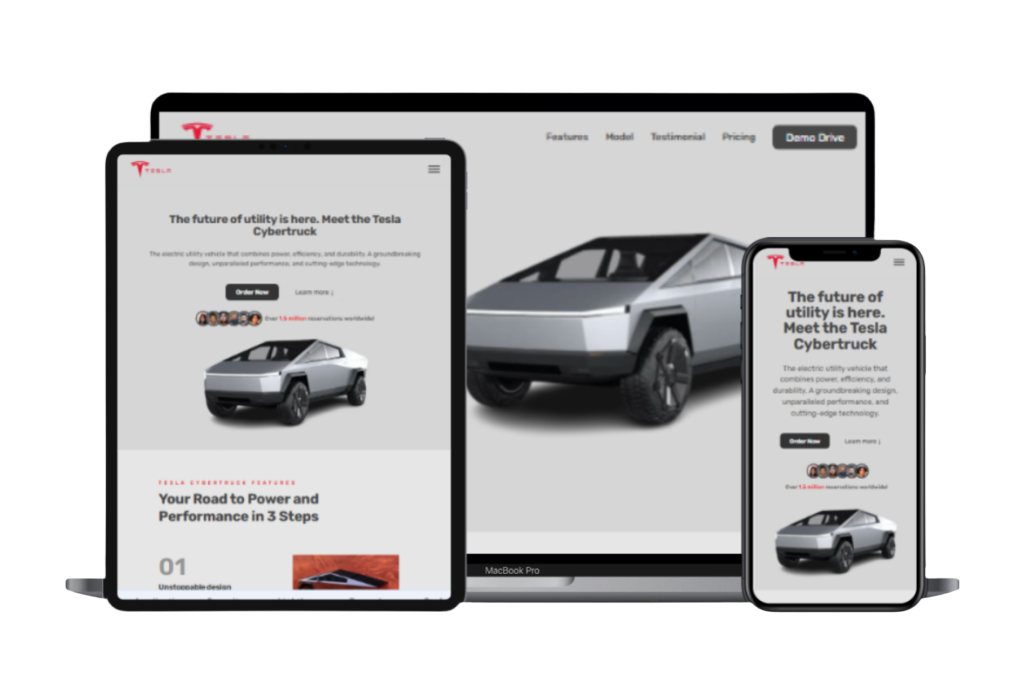 TESLA
Features Model Testimonial Pricing Demo Drive
MacBook Pro
TESLA
The future of utility is here. Meet the Tesla
Cybertruck
The electric utility vehicle that combines power, efficiency, and durability. A groundbreaking
design, unparalleled performance, and cutting-edge technology.
Order Now Learn more ↓
Over 1.5 million reservations worldwide!
TESLA CYBERTRUCK FEATURES
Your Road to Power and
Performance in 3 Steps
01
Unstoppable design
TESLA
The future of
utility is here.
Meet the Tesla
Cybertruck
The electric utility vehicle that
combines power, efficiency, and
durability. A groundbreaking design,
unparalleled performance, and
cutting-edge technology.
Order Now Learn more ↓
Over 1.5 million reservations worldwide!